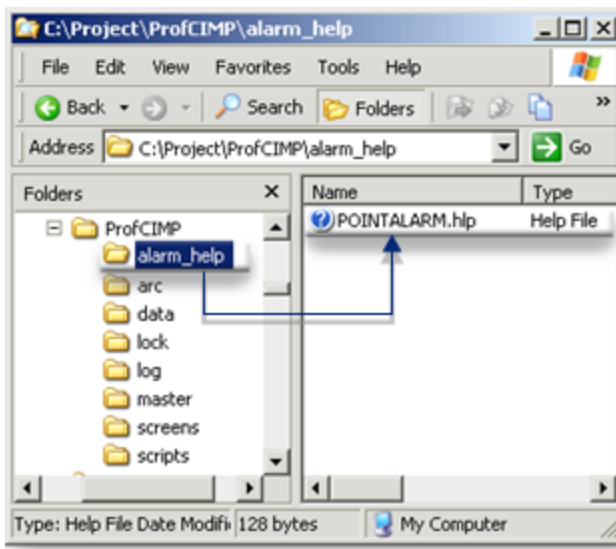 C:\Project\ProfCIMP\alarm_help
File Edit View Favorites Tools Help
Back Search Folders »
Address C:\Project\ProfCIMP\alarm_help Go
Folders × Name Type
ProfCIMP
POINTALARM.hlp Help File
alarm_help
arc
data
lock
log
master
screens
scripts
Type: Help File Date Modifi 128 bytes My Computer